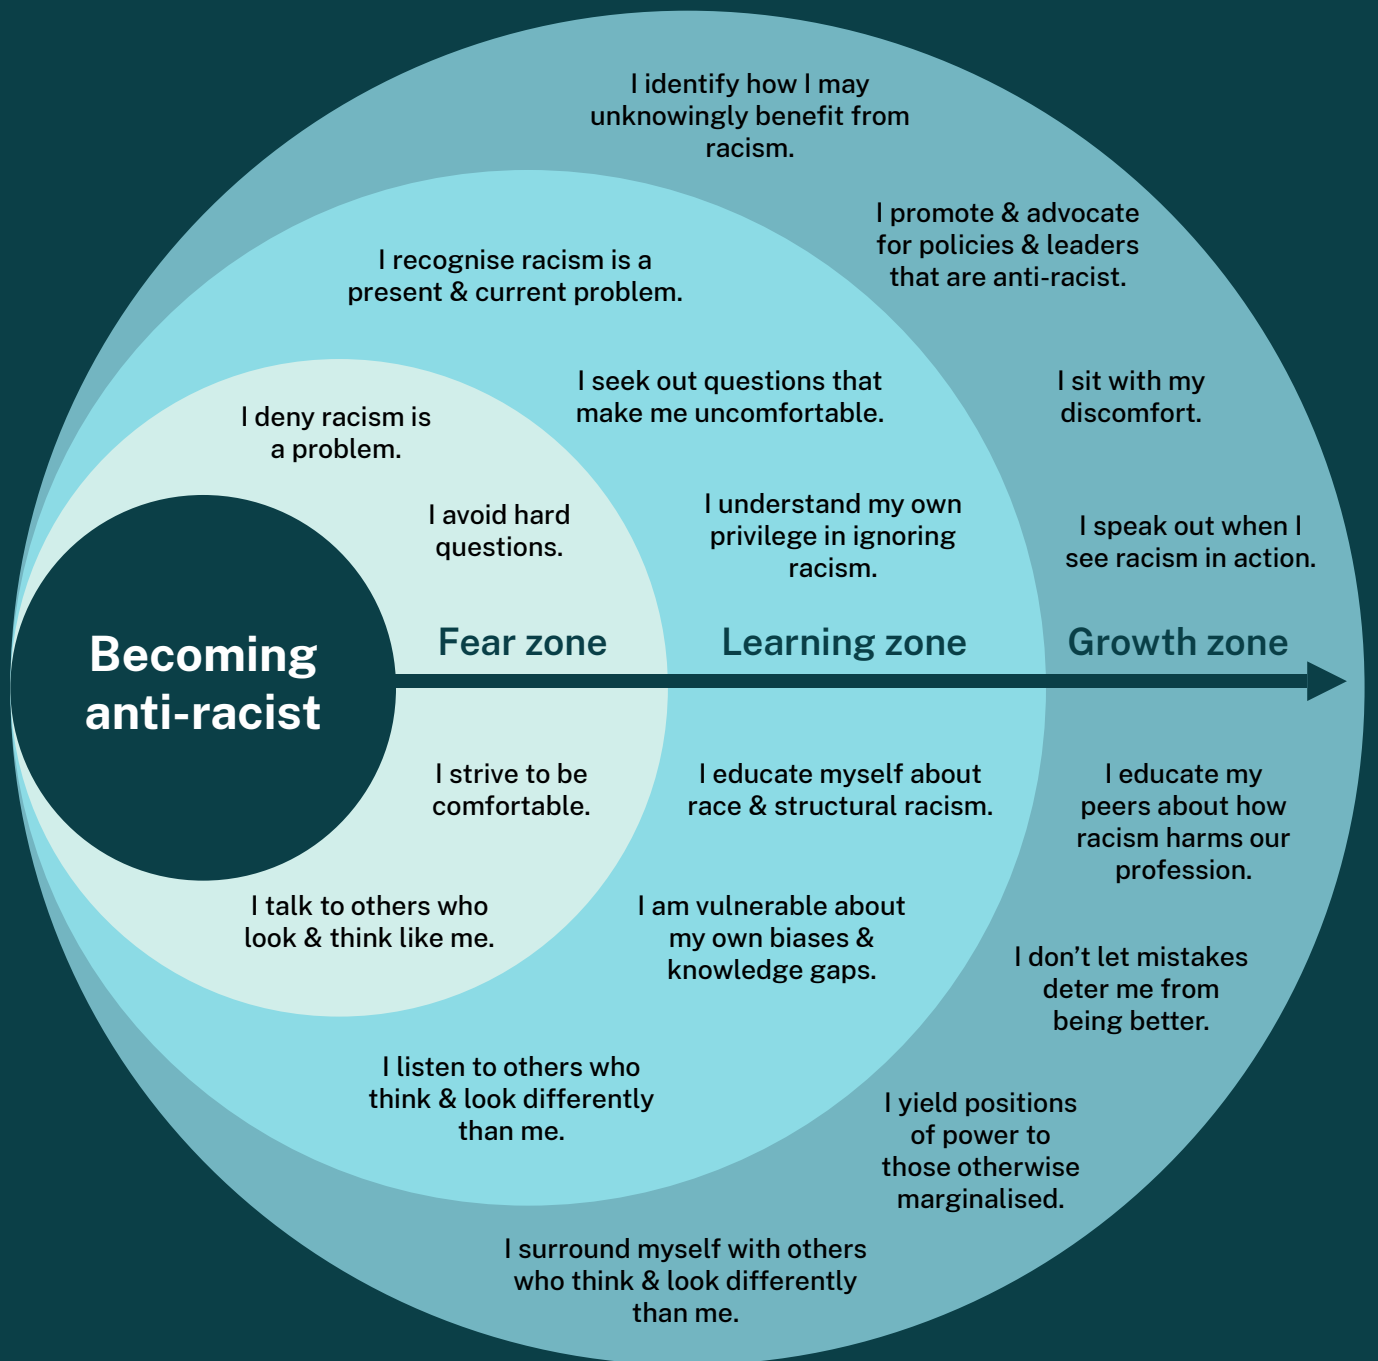 I identify how I may
unknowingly benefit from
racism.
I promote & advocate
for policies & leaders
that are anti-racist.
I sit with my
discomfort.
I speak out when I
see racism in action.
I recognise racism is a
present & current problem.
I seek out questions that
make me uncomfortable.
I understand my own
privilege in ignoring
racism.
I deny racism is
a problem.
I avoid hard
questions.
Becoming
anti-racist
Fear zone
Learning zone
Growth zone
I strive to be
comfortable.
I talk to others who
look & think like me.
I educate myself about
race & structural racism.
I am vulnerable about
my own biases &
knowledge gaps.
I listen to others who
think & look differently
than me.
I educate my
peers about how
racism harms our
profession.
I don’t let mistakes
deter me from
being better.
I yield positions
of power to
those otherwise
marginalised.
I surround myself with others
who think & look differently
than me.